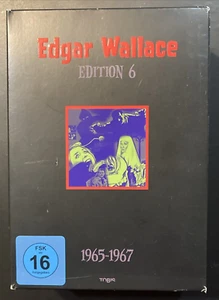 Edgar Wallace
EDITION 6
FSK
16
1965-1967